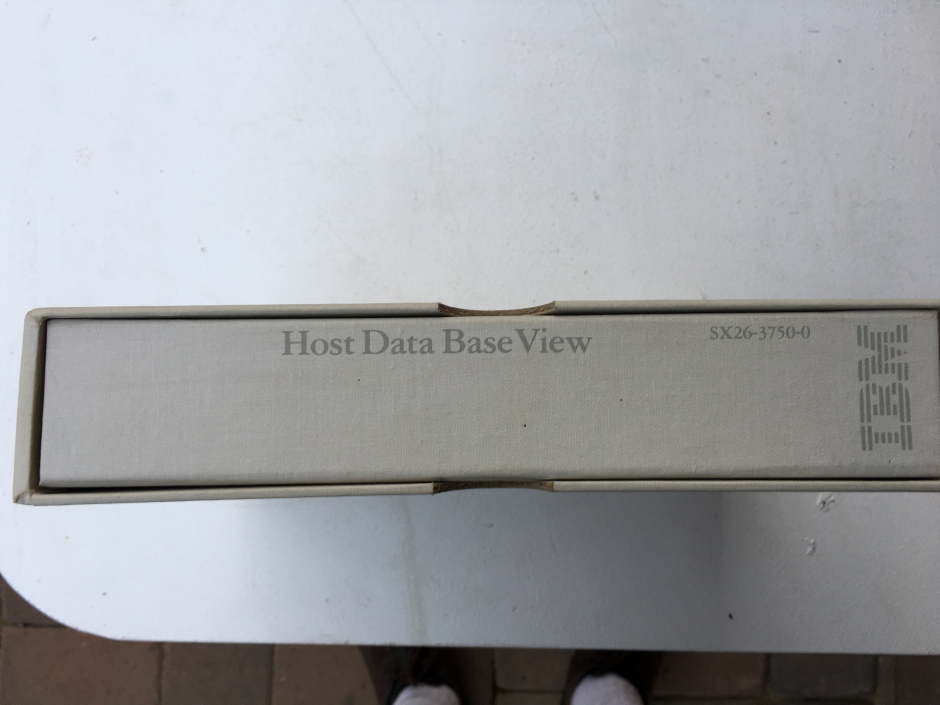 Host Data Base View
SX26-3750-0
IBM